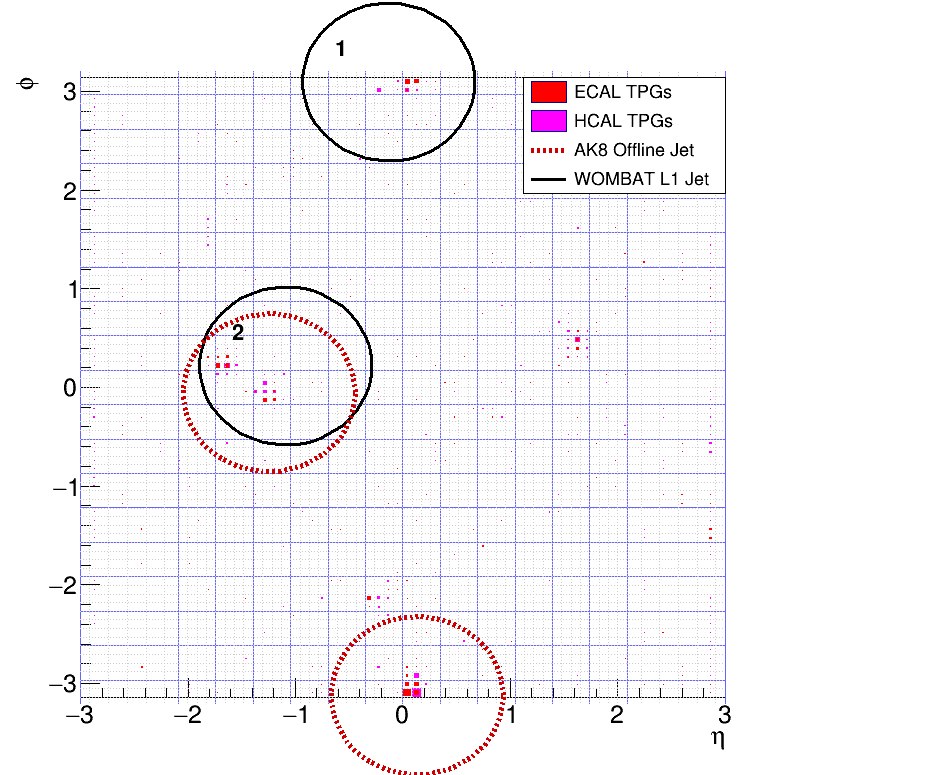 1
ϕ
ECAL TPGs
HCAL TPGs
AK8 Offline Jet
WOMBAT L1 Jet
3
2
1
2
0
−1
−2
−3
−3 −2 −1 0 1 2 3
η